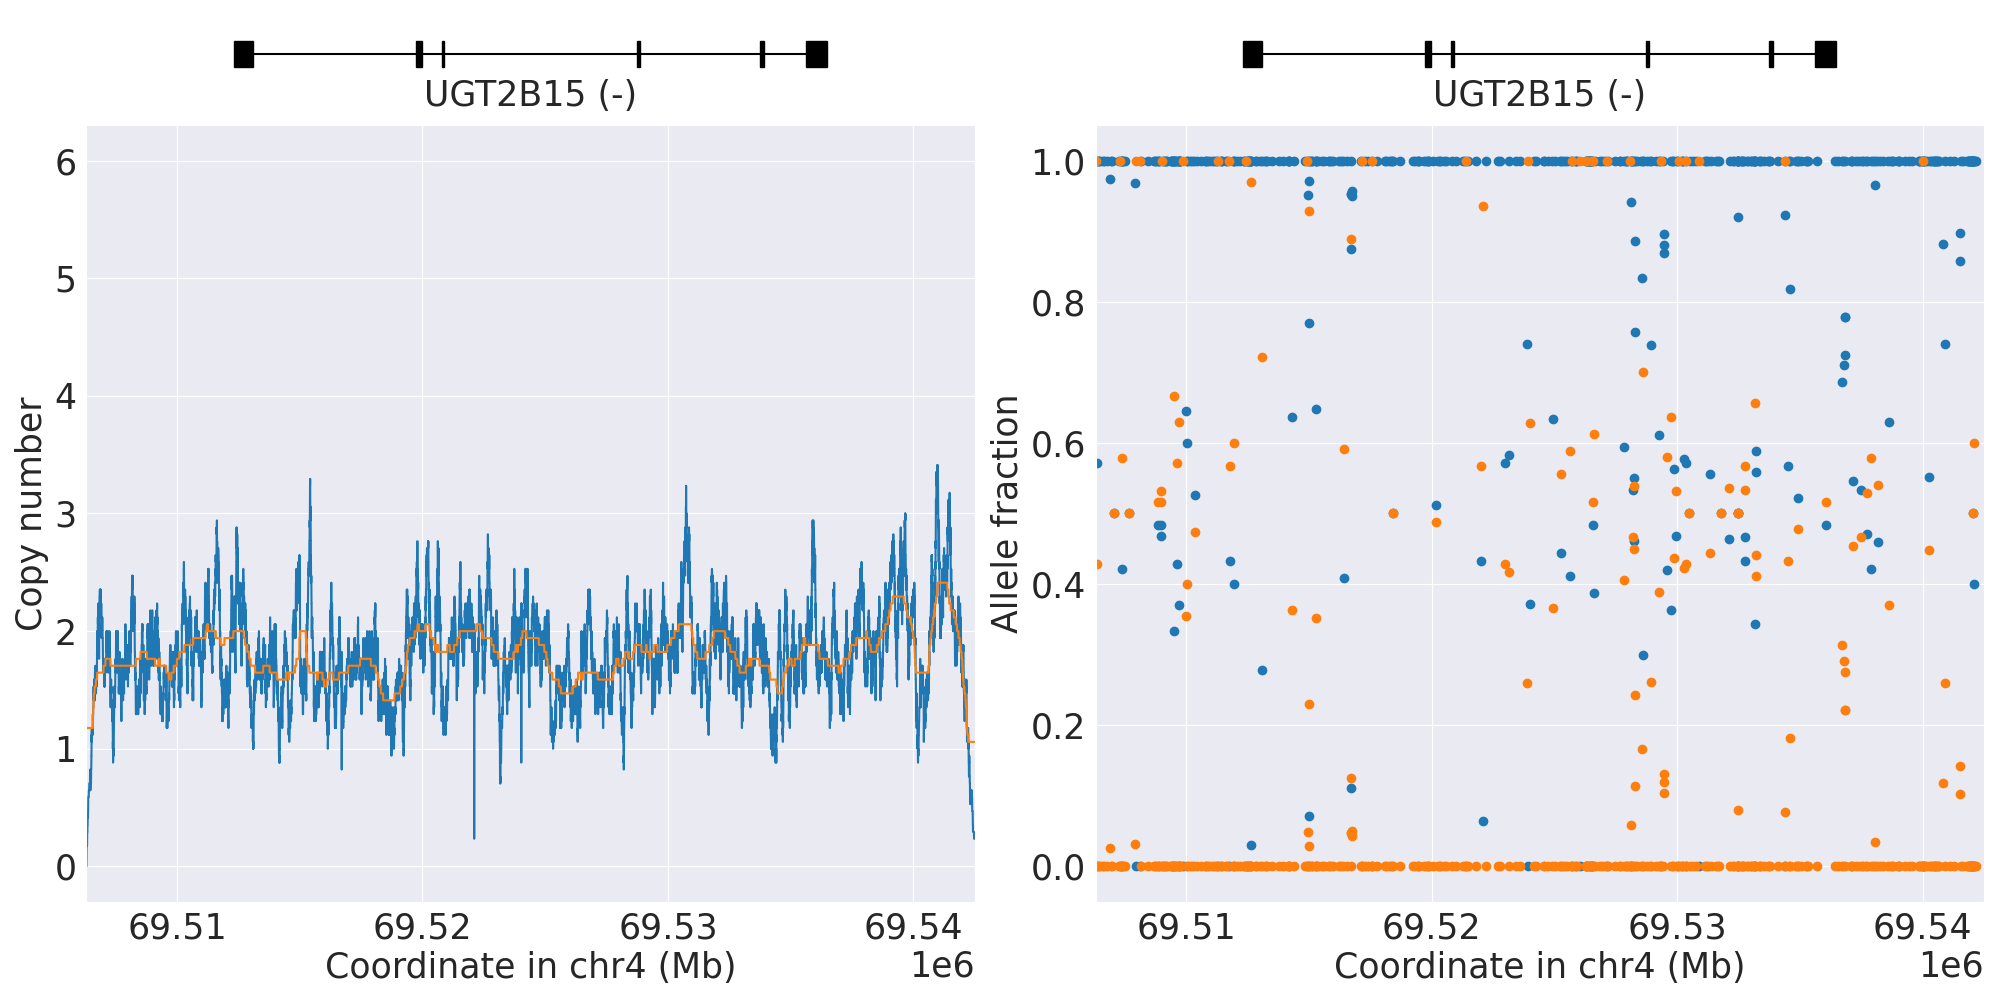 UGT2B15 (-)
6
5
4
3
2
1
0
Copy number
69.51 69.52 69.53 69.54
Coordinate in chr4 (Mb)
1e6
UGT2B15 (-)
1.0
0.8
0.6
0.4
0.2
0.0
Allele fraction
69.51 69.52 69.53 69.54
Coordinate in chr4 (Mb)
1e6